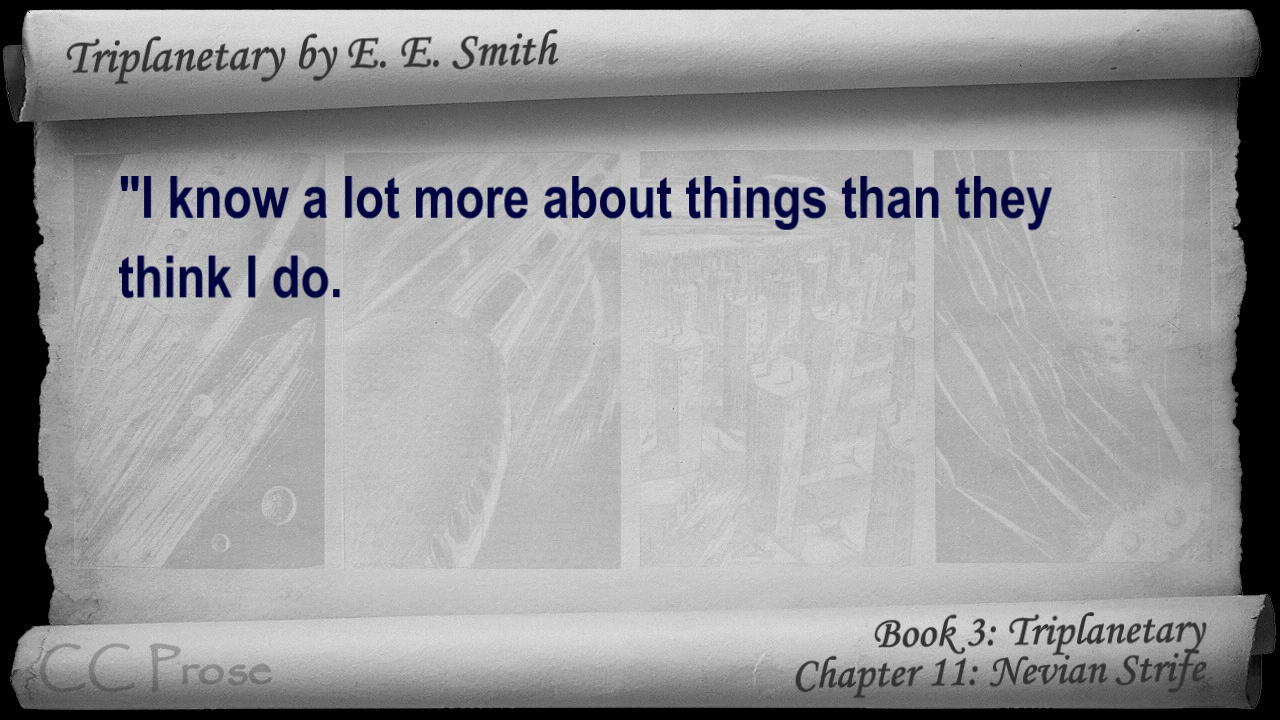 Triplanetary by E. E. Smith
"I know a lot more about things than they
think I do.
Book 3: Triplanetary
Chapter 11: Nevian Strife
CC Prose